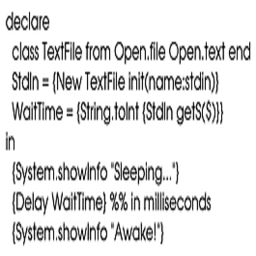 declare
class TextFile from Open.file Open.text end
StdIn = {New TextFile init(name:stdin)}
WaitTime = {String.toInt {StdIn getS($)}}
in
{System.showInfo "Sleeping..."}
{Delay WaitTime} %% in milliseconds
{System.showInfo "Awake!"}